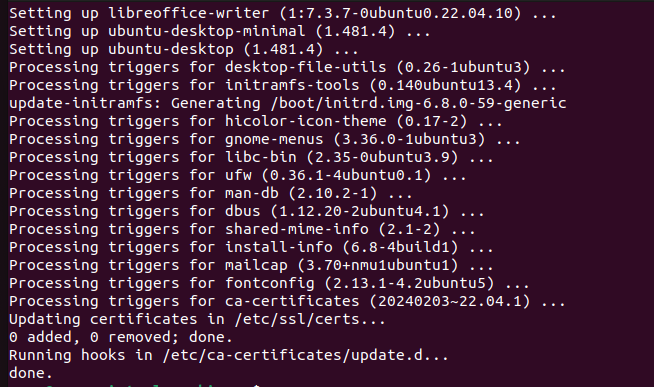 Setting up libreoffice-writer (1:7.3.7-0ubuntu0.22.04.10) ...
Setting up ubuntu-desktop-minimal (1.481.4) ...
Setting up ubuntu-desktop (1.481.4) ...
Processing triggers for desktop-file-utils (0.26-1ubuntu3) ...
Processing triggers for initramfs-tools (0.140ubuntu13.4) ...
update-initramfs: Generating /boot/initrd.img-6.8.0-59-generic
Processing triggers for hicolor-icon-theme (0.17-2) ...
Processing triggers for gnome-menus (3.36.0-1ubuntu3) ...
Processing triggers for libc-bin (2.35-0ubuntu3.9) ...
Processing triggers for ufw (0.36.1-4ubuntu0.1) ...
Processing triggers for man-db (2.10.2-1) ...
Processing triggers for dbus (1.12.20-2ubuntu4.1) ...
Processing triggers for shared-mime-info (2.1-2) ...
Processing triggers for install-info (6.8-4build1) ...
Processing triggers for mailcap (3.70+nmu1ubuntu1) ...
Processing triggers for fontconfig (2.13.1-4.2ubuntu5) ...
Processing triggers for ca-certificates (20240203~22.04.1) ...
Updating certificates in /etc/ssl/certs...
0 added, 0 removed; done.
Running hooks in /etc/ca-certificates/update.d...
done.